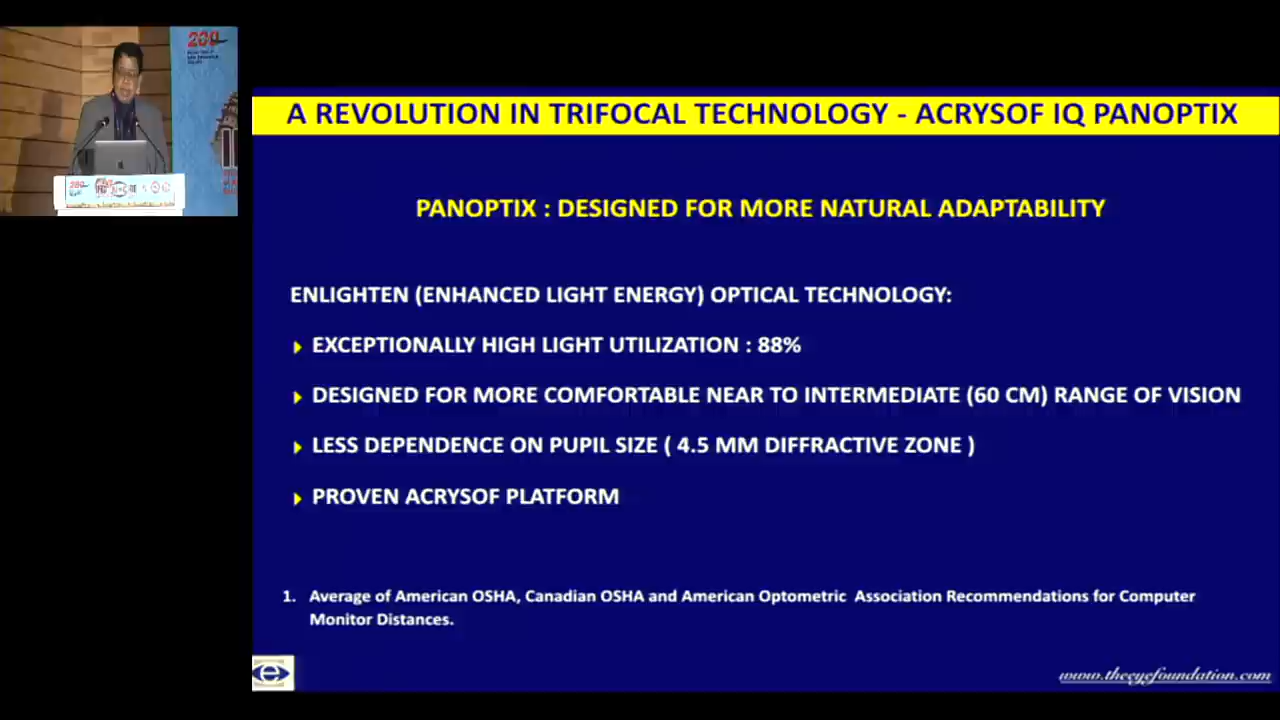 200
A REVOLUTION IN TRIFOCAL TECHNOLOGY - ACRYSOF IQ PANOPTIX
PANOPTIX : DESIGNED FOR MORE NATURAL ADAPTABILITY
ENLIGHTEN (ENHANCED LIGHT ENERGY) OPTICAL TECHNOLOGY:
EXCEPTIONALLY HIGH LIGHT UTILIZATION : 88%
DESIGNED FOR MORE COMFORTABLE NEAR TO INTERMEDIATE (60 CM) RANGE OF VISION
LESS DEPENDENCE ON PUPIL SIZE ( 4.5 MM DIFFRACTIVE ZONE )
PROVEN ACRYSOF PLATFORM
1. Average of American OSHA, Canadian OSHA and American Optometric Association Recommendations for Computer
Monitor Distances.
e
www.theeyefoundation.com